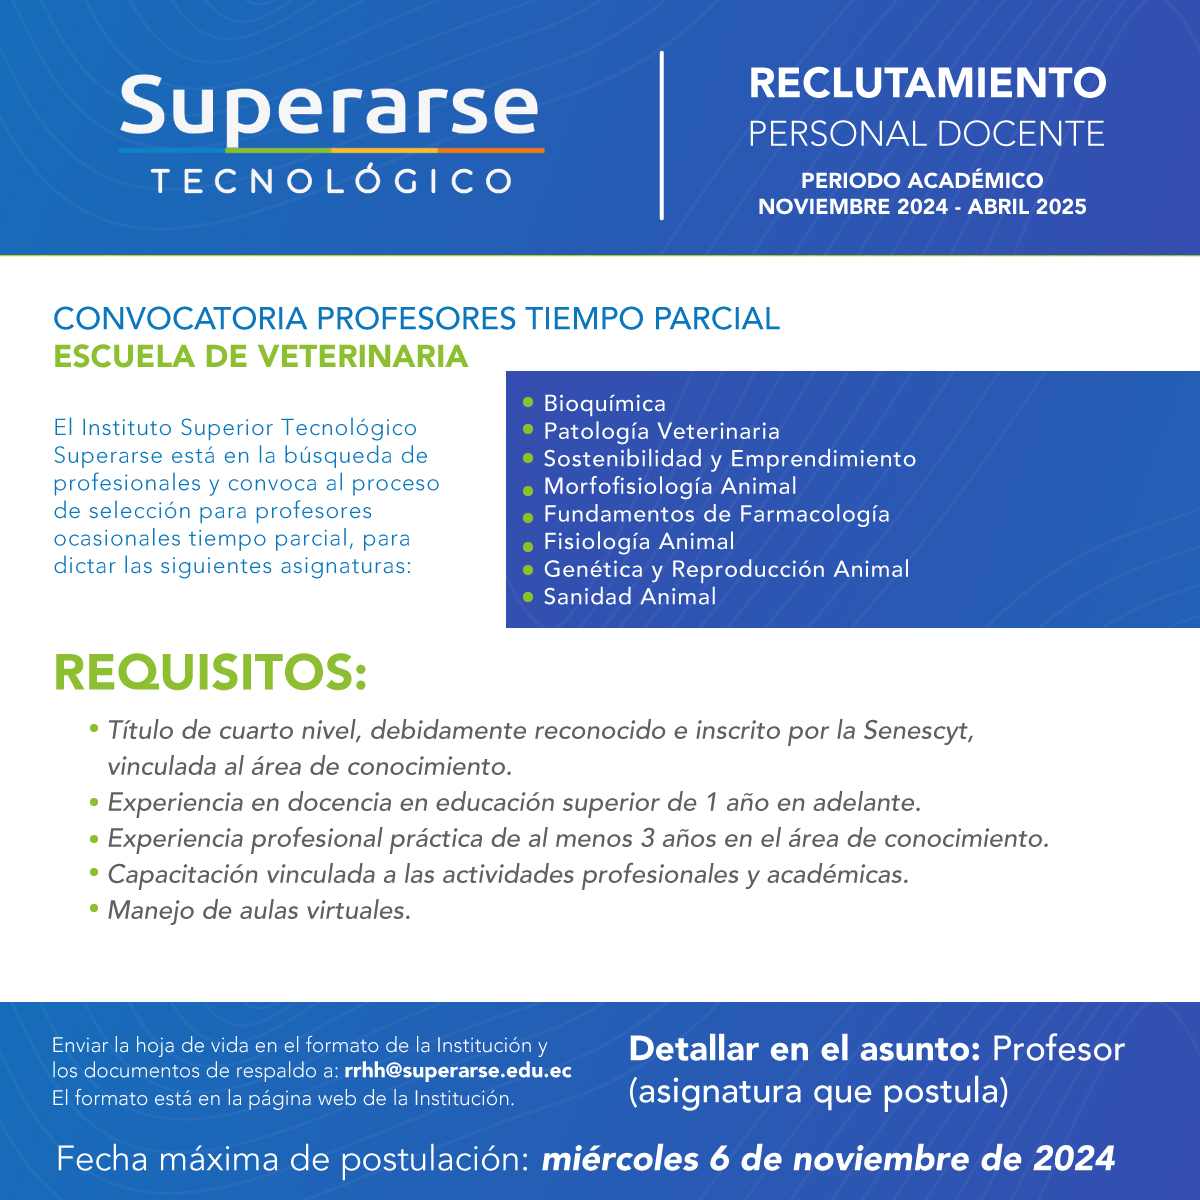 Superarse
TECNOLÓGICO
RECLUTAMIENTO
PERSONAL DOCENTE
PERIODO ACADÉMICO
NOVIEMBRE 2024 - ABRIL 2025
CONVOCATORIA PROFESORES TIEMPO PARCIAL
ESCUELA DE VETERINARIA
El Instituto Superior Tecnológico
Superarse está en la búsqueda de
profesionales y convoca al proceso
de selección para profesores
ocasionales tiempo parcial, para
dictar las siguientes asignaturas:
• Bioquímica
• Patología Veterinaria
• Sostenibilidad y Emprendimiento
• Morfofisiología Animal
• Fundamentos de Farmacología
• Fisiología Animal
• Genética y Reproducción Animal
• Sanidad Animal
REQUISITOS:
• Título de cuarto nivel, debidamente reconocido e inscrito por la Senescyt,
vinculada al área de conocimiento.
• Experiencia en docencia en educación superior de 1 año en adelante.
• Experiencia profesional práctica de al menos 3 años en el área de conocimiento.
• Capacitación vinculada a las actividades profesionales y académicas.
• Manejo de aulas virtuales.
Enviar la hoja de vida en el formato de la Institución y
los documentos de respaldo a: rrhh@superarse.edu.ec
El formato está en la página web de la Institución.
Detallar en el asunto: Profesor
(asignatura que postula)
Fecha máxima de postulación: miércoles 6 de noviembre de 2024